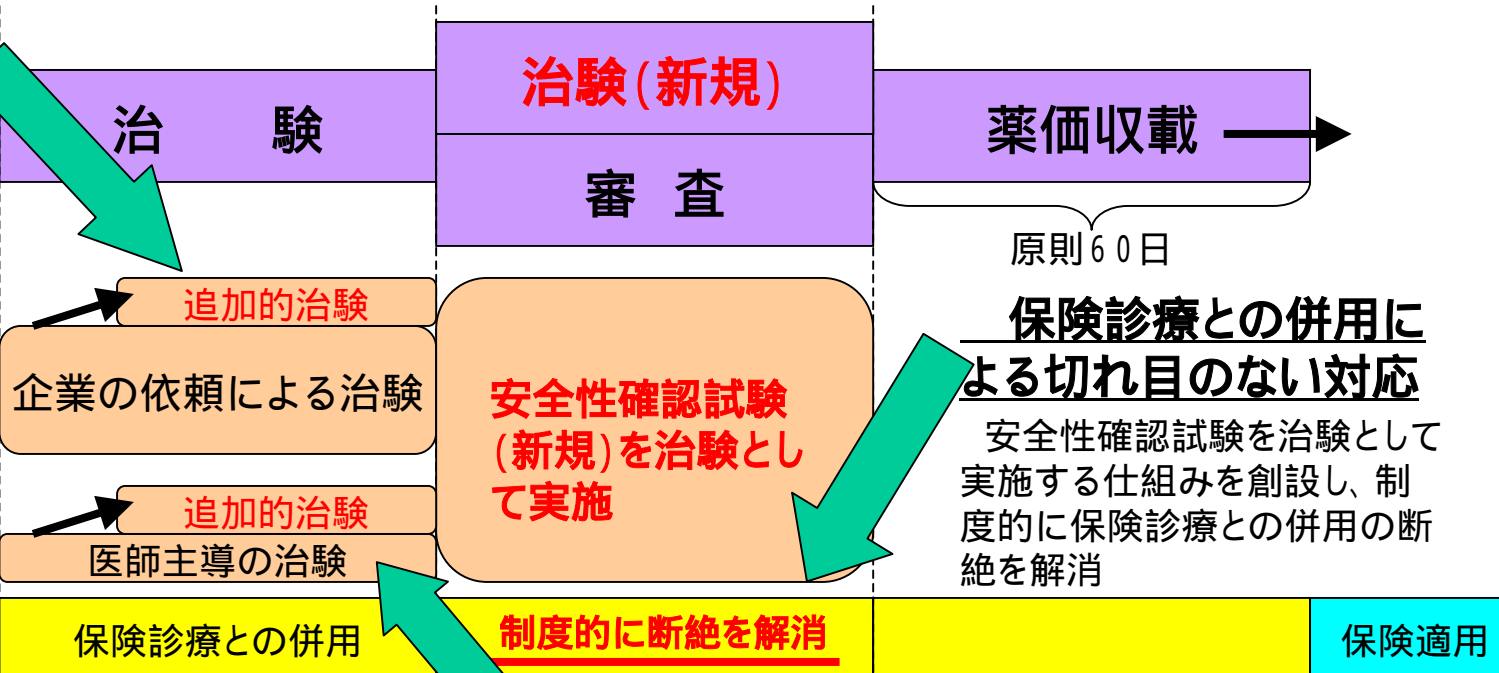 治験(新規)
治　　験
審　査
薬価収載
原則60日
追加的治験
企業の依頼による治験
追加的治験
医師主導の治験
安全性確認試験
(新規)を治験とし
て実施
保険診療との併用に
よる切れ目のない対応
安全性確認試験を治験として
実施する仕組みを創設し、制
度的に保険診療との併用の断
絶を解消
保険診療との併用
制度的に断絶を解消
保険適用